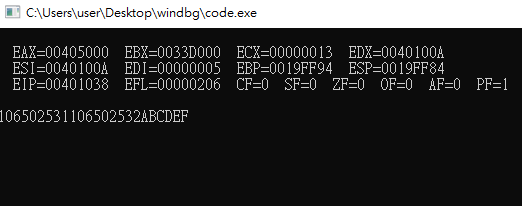 C:\Users\user\Desktop\windbg\code.exe
EAX=00405000 EBX=0033D000 ECX=00000013 EDX=0040100A
ESI=0040100A EDI=00000005 EBP=0019FF94 ESP=0019FF84
EIP=00401038 EFL=00000206 CF=0 SF=0 ZF=0 OF=0 AF=0 PF=1
106502531106502532ABCDEF